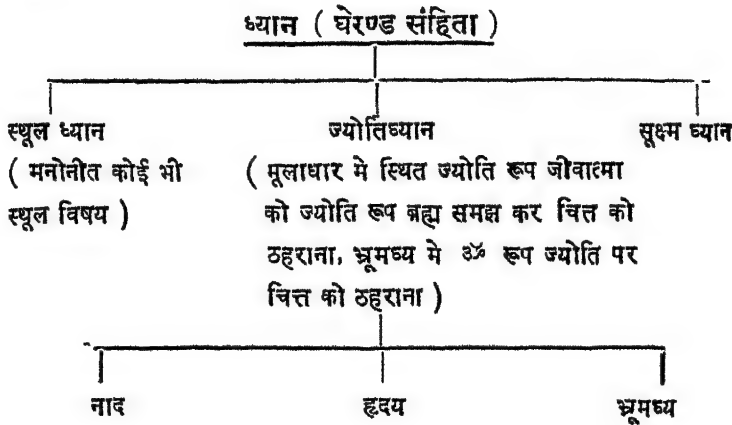 ध्यान ( घेरण्ड संहिता )
स्थूल ध्यान ज्योतिध्यान सूक्ष्म ध्यान
( मनोनीत कोई भी ( मूलाधार मे स्थित ज्योति रूप जीवात्मा
स्थूल विषय ) को ज्योति रूप ब्रह्म समझ कर चित्त को
ठहराना, भ्रूमध्य मे ॐ रूप ज्योति पर
चित्त को ठहराना )
नाद हृदय भ्रूमध्य